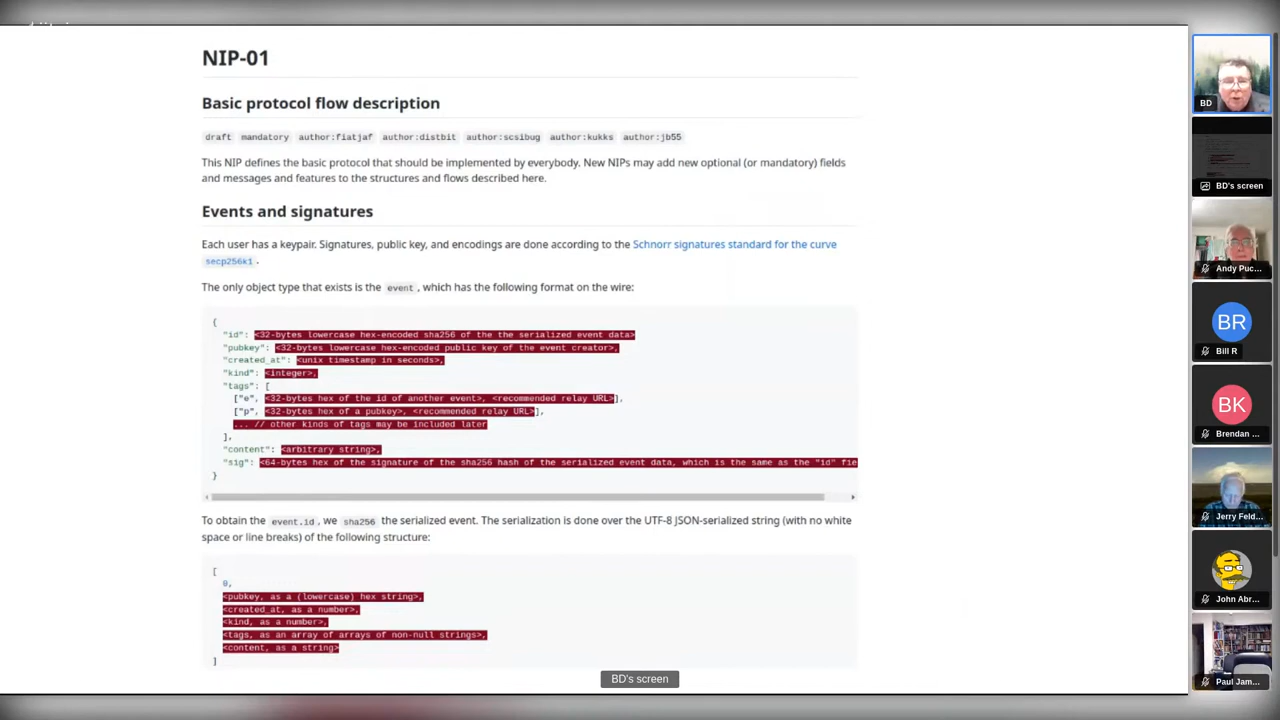 NIP-01
Basic protocol flow description
draft mandatory author:fiatjaf author:distbit author:scsibug author:kukks author:jb55
This NIP defines the basic protocol that should be implemented by everybody. New NIPs may add new optional (or mandatory) fields
and messages and features to the structures and flows described here.
Events and signatures
Each user has a keypair. Signatures, public key, and encodings are done according to the Schnorr signatures standard for the curve
secp256k1 .
The only object type that exists is the event , which has the following format on the wire:
{
"id": <32-bytes lowercase hex-encoded sha256 of the the serialized event data>
"pubkey": <32-bytes lowercase hex-encoded public key of the event creator>,
"created_at": <unix timestamp in seconds>,
"kind": <integer>,
"tags": [
["e", <32-bytes hex of the id of another event>, <recommended relay URL>],
["p", <32-bytes hex of a pubkey>, <recommended relay URL>],
... // other kinds of tags may be included later
],
"content": <arbitrary string>,
"sig": <64-bytes hex of the signature of the sha256 hash of the serialized event data, which is the same as the "id" fie
}
To obtain the event.id , we sha256 the serialized event. The serialization is done over the UTF-8 JSON-serialized string (with no white
space or line breaks) of the following structure:
[
0,
<pubkey, as a (lowercase) hex string>,
<created_at, as a number>,
<kind, as a number>,
<tags, as an array of arrays of non-null strings>,
<content, as a string>
]
BD's screen
BD
BD's screen
Andy Puc...
BR
Bill R
BK
Brendan ...
Jerry Feld...
John Abr...
Paul Jam...